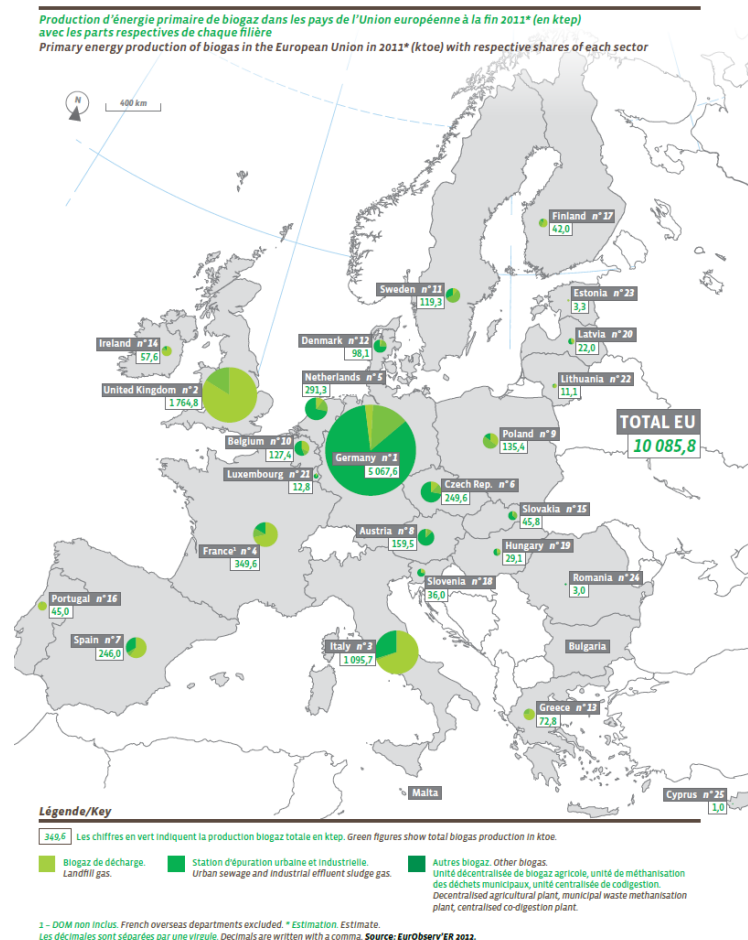 Production d’énergie primaire de biogaz dans les pays de l’Union européenne à la fin 2011* (en ktep)
avec les parts respectives de chaque filière
Primary energy production of biogas in the European Union in 2011* (ktoe) with respective shares of each sector
N
400 km
Finland n°17
42,0
Sweden n°11
119,3
Estonia n°23
3,3
Ireland n°14
57,6
Denmark n°12
98,1
Latvia n°20
22,0
United Kingdom n°2
1 764,8
Netherlands n°5
291,3
Lithuania n°22
11,1
TOTAL EU
10 085,8
Belgium n°10
127,4
Germany n°1
5 067,6
Poland n°9
135,4
Luxembourg n°21
12,8
Czech Rep. n°6
249,6
Slovakia n°15
45,8
France¹ n°4
349,6
Austria n°8
159,5
Hungary n°19
29,1
Slovenia n°18
36,0
Romania n°24
3,0
Portugal n°16
45,0
Spain n°7
246,0
Italy n°3
1 095,7
Bulgaria
Greece n°13
72,8
Malta
Cyprus n°25
1,0
Légende/Key
349,6 Les chiffres en vert indiquent la production biogaz totale en ktep. Green figures show total biogas production in ktoe.
Biogaz de décharge.
Landfill gas.
Station d’épuration urbaine et industrielle.
Urban sewage and industrial effluent sludge gas.
Autres biogaz. Other biogas.
Unité décentralisée de biogaz agricole, unité de méthanisation
des déchets municipaux, unité centralisée de codigestion.
Decentralised agricultural plant, municipal waste methanisation
plant, centralised co-digestion plant.
1 – DOM non inclus. French overseas departments excluded. * Estimation. Estimate.
Les décimales sont séparées par une virgule. Decimals are written with a comma. Source: EurObserv’ER 2012.